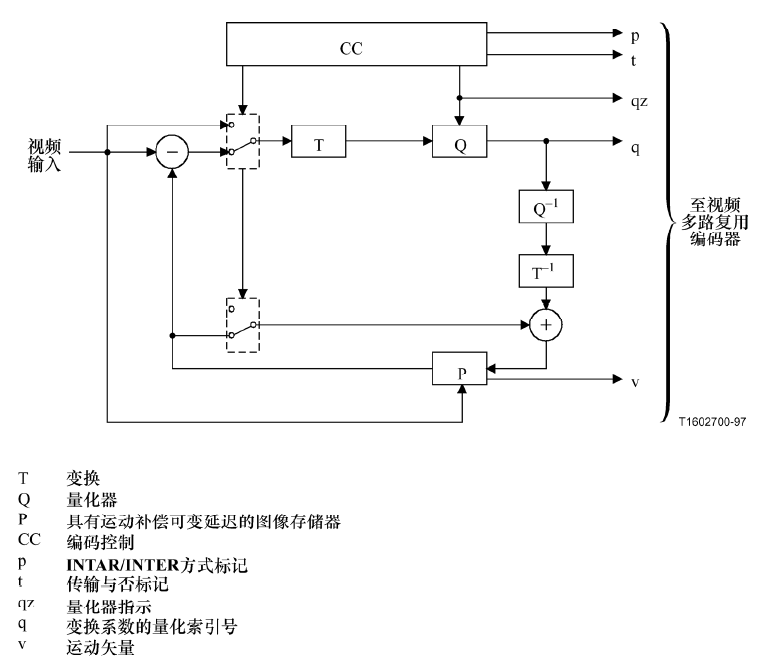 CC
p
t
qz
视频
输入
−
T
Q
q
Q⁻¹
至视频
多路复用
编码器
T⁻¹
+
P
v
T1602700-97
T 变换
Q 量化器
P 具有运动补偿可变延迟的图像存储器
CC 编码控制
p INTAR/INTER方式标记
t 传输与否标记
qz 量化器指示
q 变换系数的量化索引号
v 运动矢量